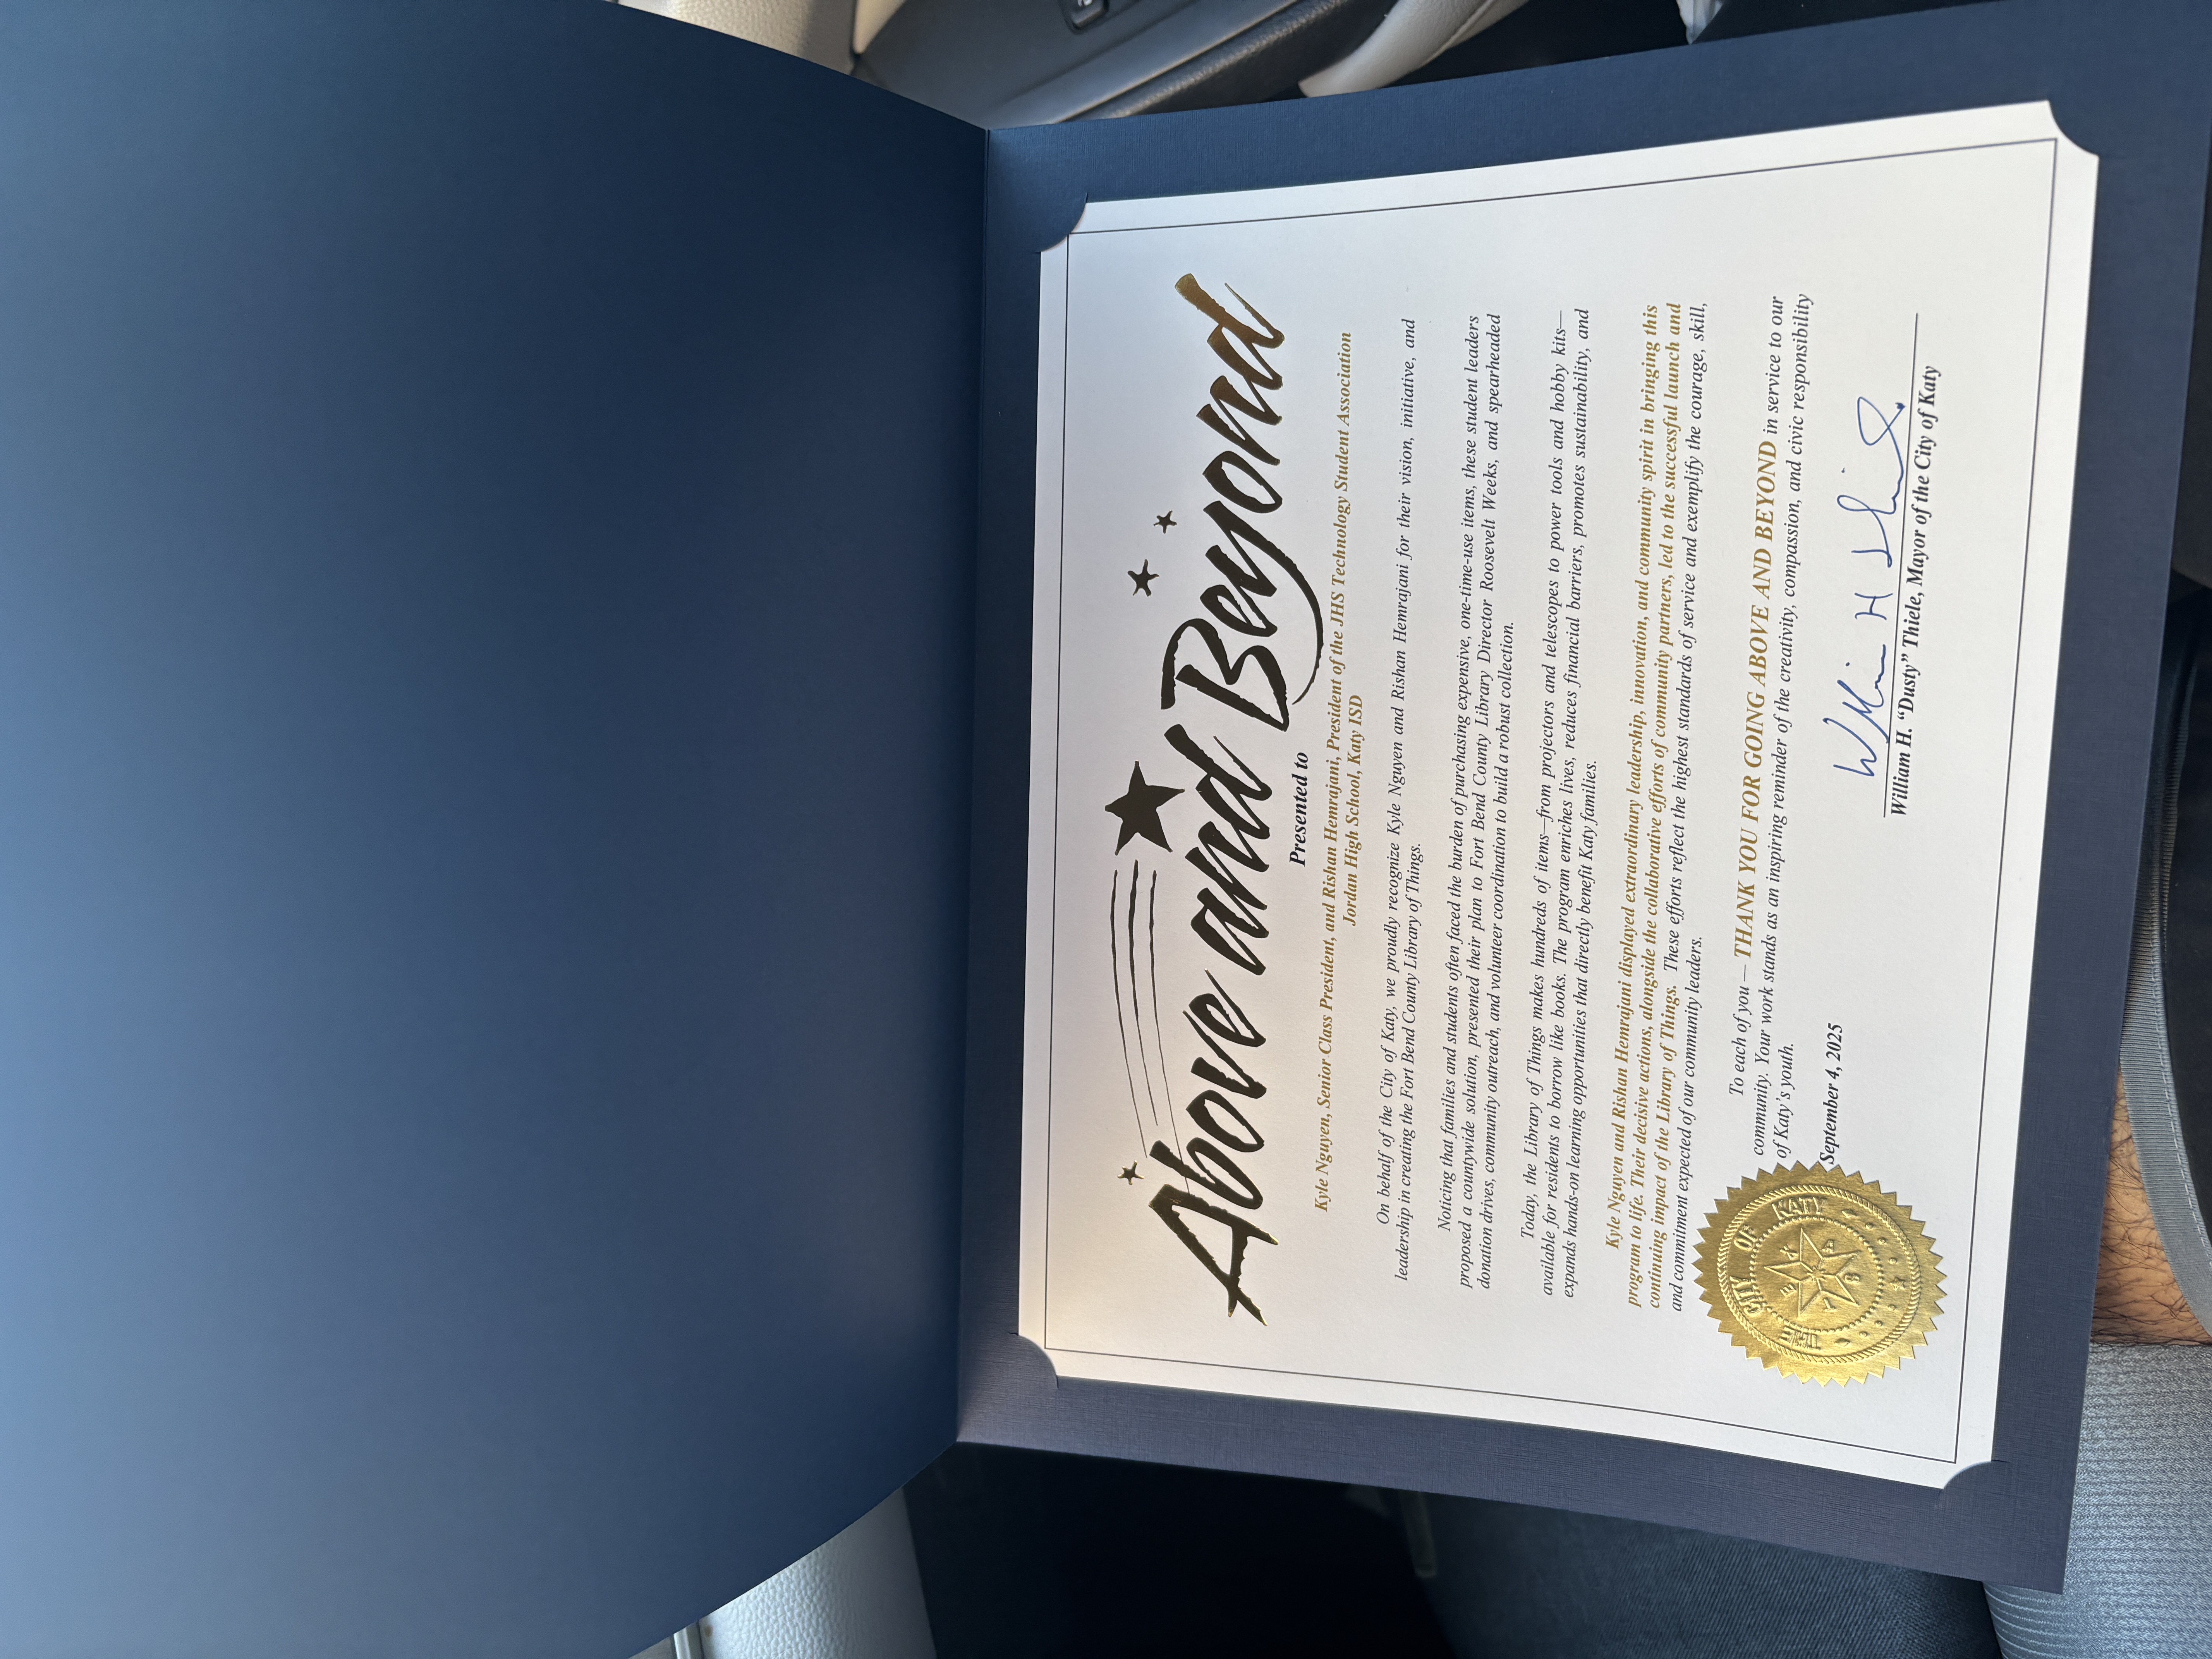 Above and Beyond
Presented to
Kyle Nguyen, Senior Class President, and Rishan Hemrajani, President of the JHS Technology Student Association
Jordan High School, Katy ISD
On behalf of the City of Katy, we proudly recognize Kyle Nguyen and Rishan Hemrajani for their vision, initiative, and
leadership in creating the Fort Bend County Library of Things.
Noticing that families and students often faced the burden of purchasing expensive, one-time-use items, these student leaders
proposed a countywide solution, presented their plan to Fort Bend County Library Director Roosevelt Weeks, and spearheaded
donation drives, community outreach, and volunteer coordination to build a robust collection.
Today, the Library of Things makes hundreds of items—from projectors and telescopes to power tools and hobby kits—
available for residents to borrow like books. The program enriches lives, reduces financial barriers, promotes sustainability, and
expands hands-on learning opportunities that directly benefit Katy families.
Kyle Nguyen and Rishan Hemrajani displayed extraordinary leadership, innovation, and community spirit in bringing this
program to life. Their decisive actions, alongside the collaborative efforts of community partners, led to the successful launch and
continuing impact of the Library of Things. These efforts reflect the highest standards of service and exemplify the courage, skill,
and commitment expected of our community leaders.
To each of you — THANK YOU FOR GOING ABOVE AND BEYOND in service to our
community. Your work stands as an inspiring reminder of the creativity, compassion, and civic responsibility
of Katy's youth.
THE CITY OF KATY
TEXAS
September 4, 2025
William H. "Dusty" Thiele, Mayor of the City of Katy